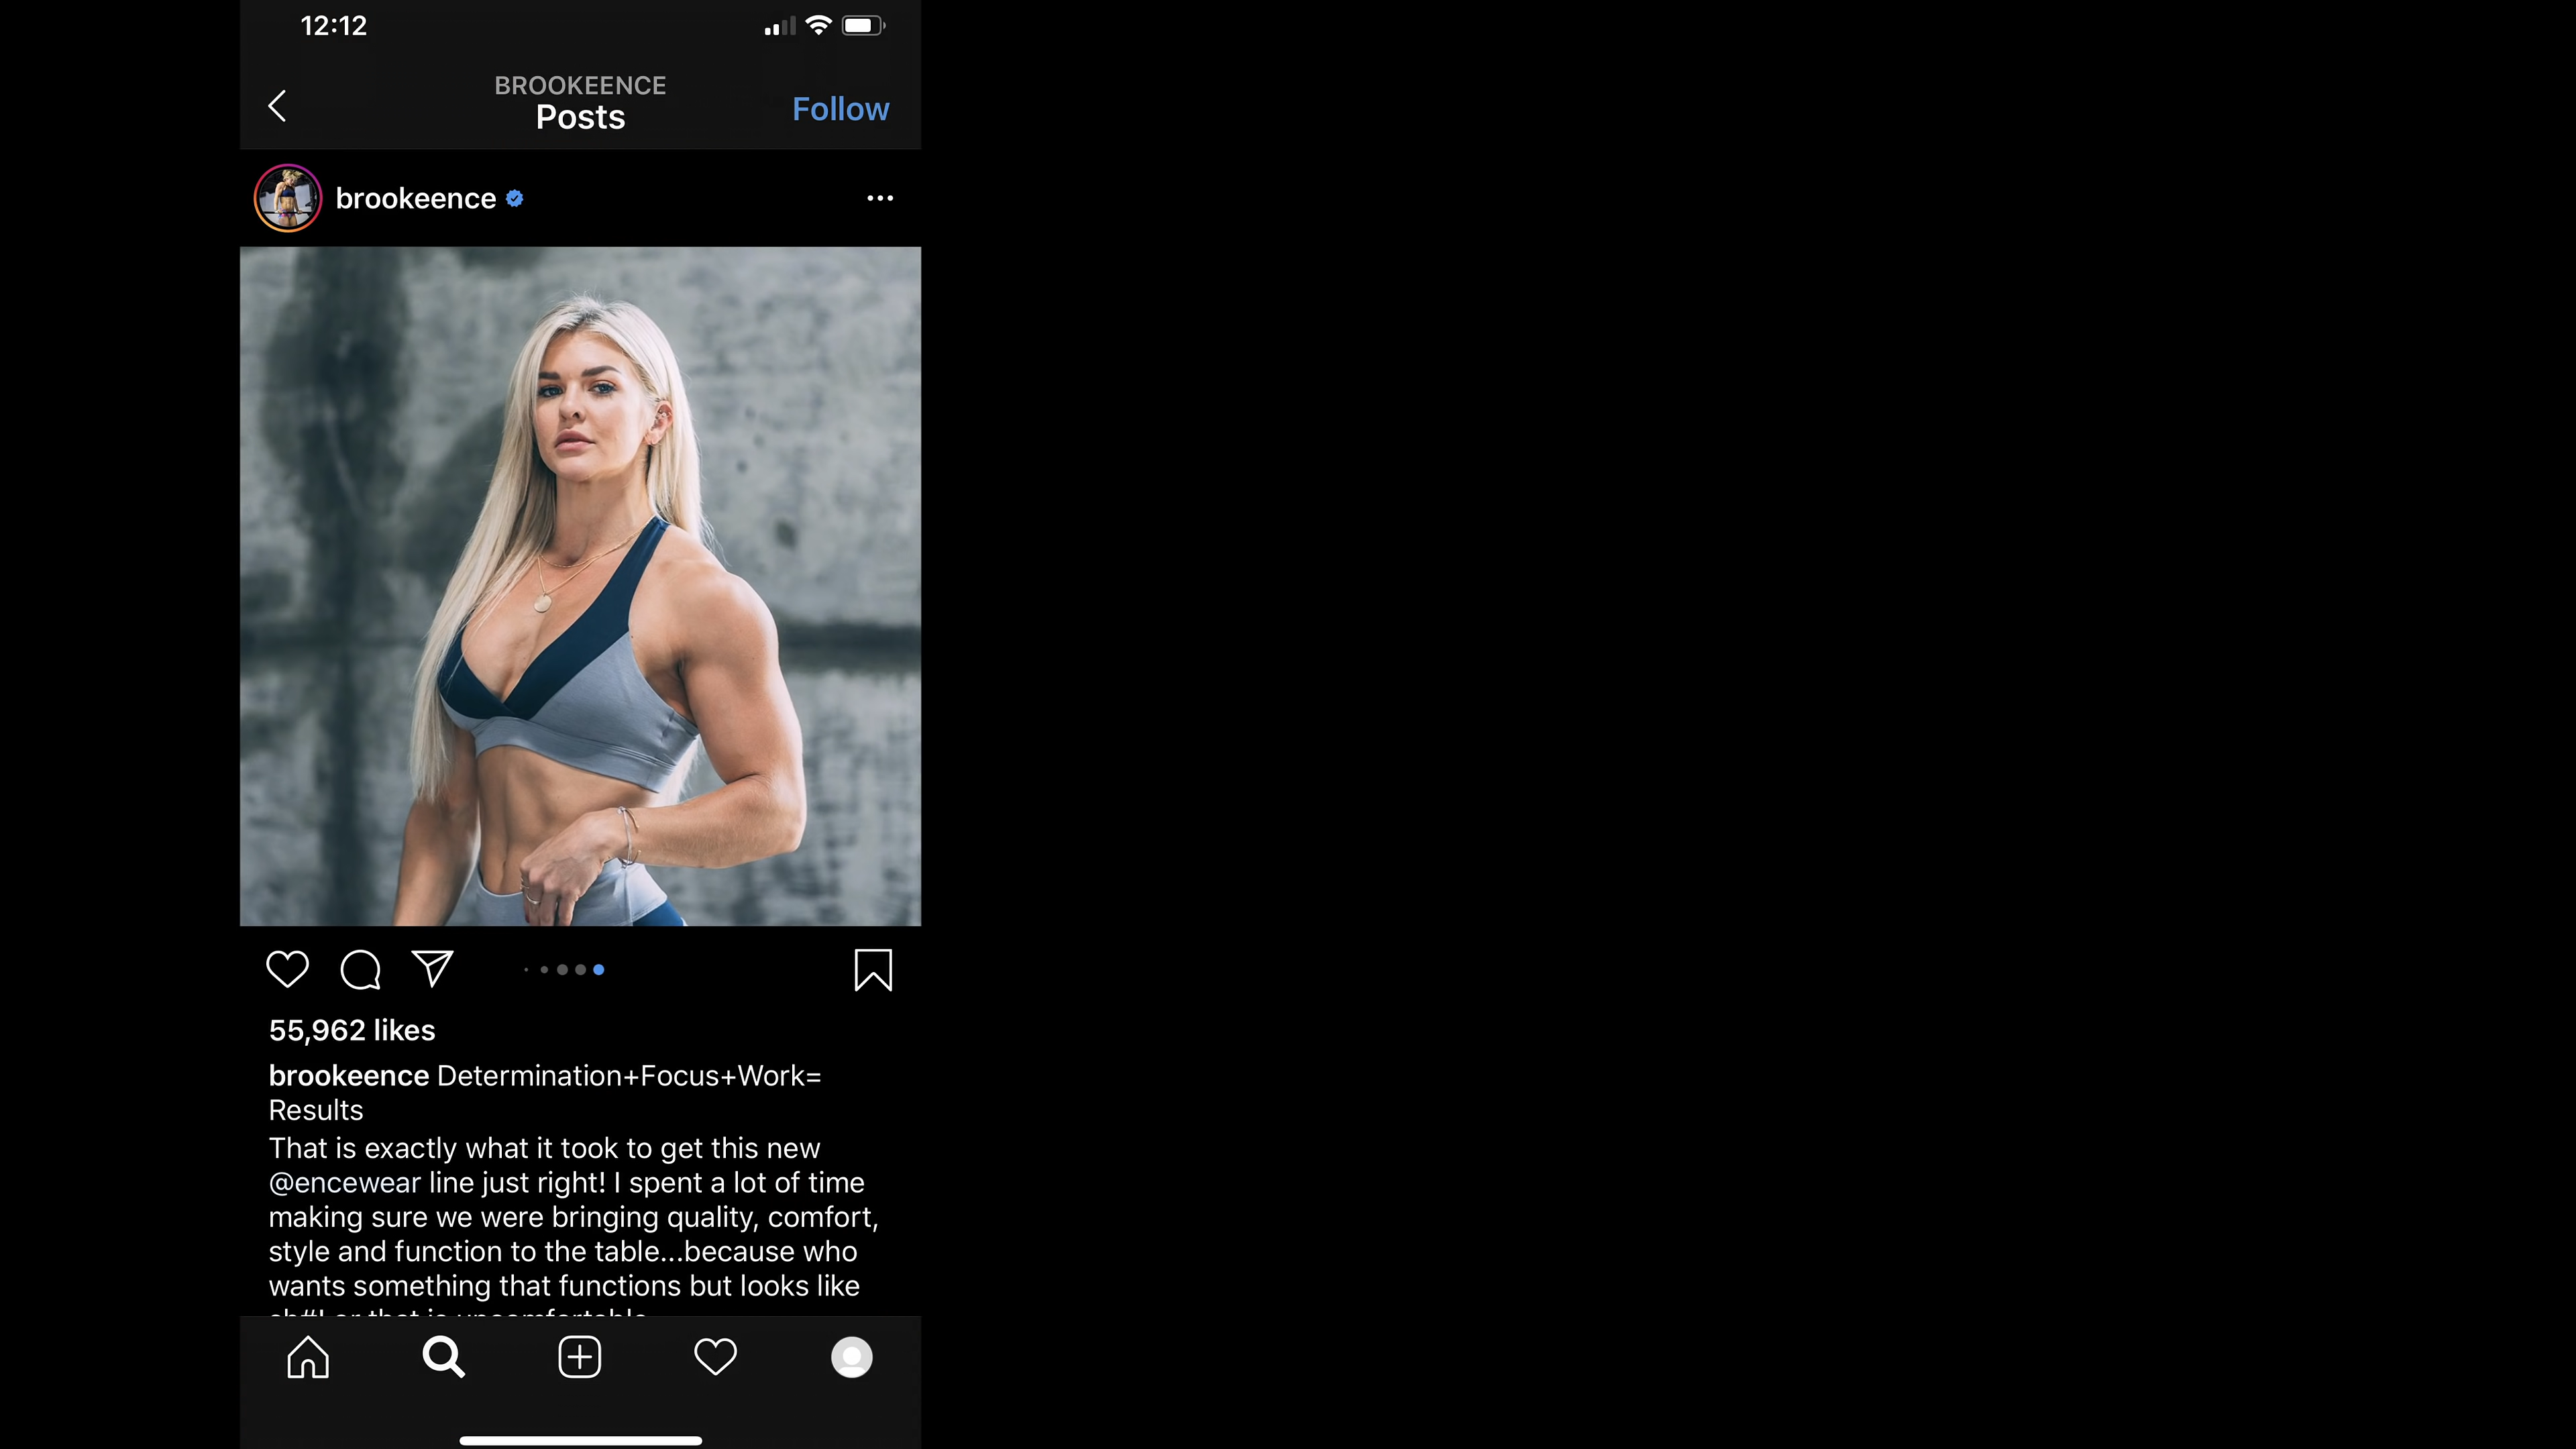 12:12
BROOKEENCE
Posts
Follow
brookeence
55,962 likes
brookeence Determination+Focus+Work=
Results
That is exactly what it took to get this new
@encewear line just right! I spent a lot of time
making sure we were bringing quality, comfort,
style and function to the table...because who
wants something that functions but looks like